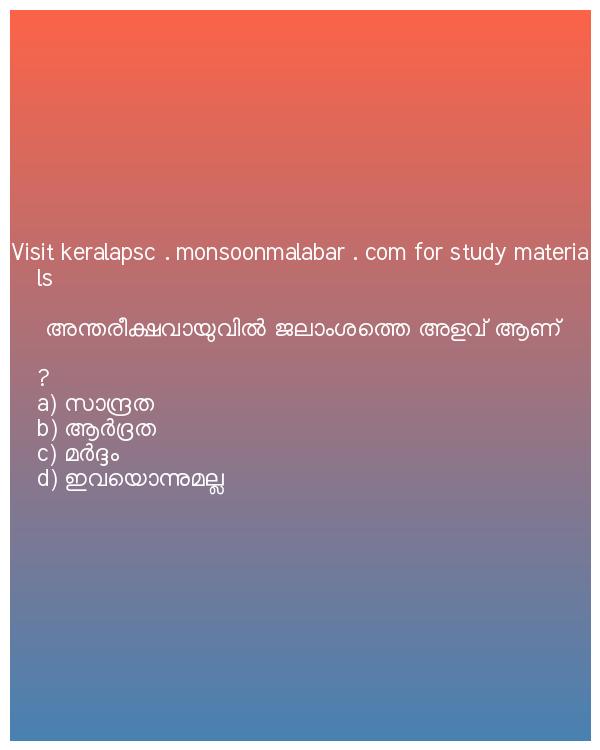 Visit keralapsc . monsoonmalabar . com for study materia
ls
അന്തരീക്ഷവായുവിൽ ജലാംശത്തെ അളവ് ആണ്
?
a) സാന്ദ്രത
b) ആർദ്രത
c) മർദ്ദം
d) ഇവയൊന്നുമല്ല